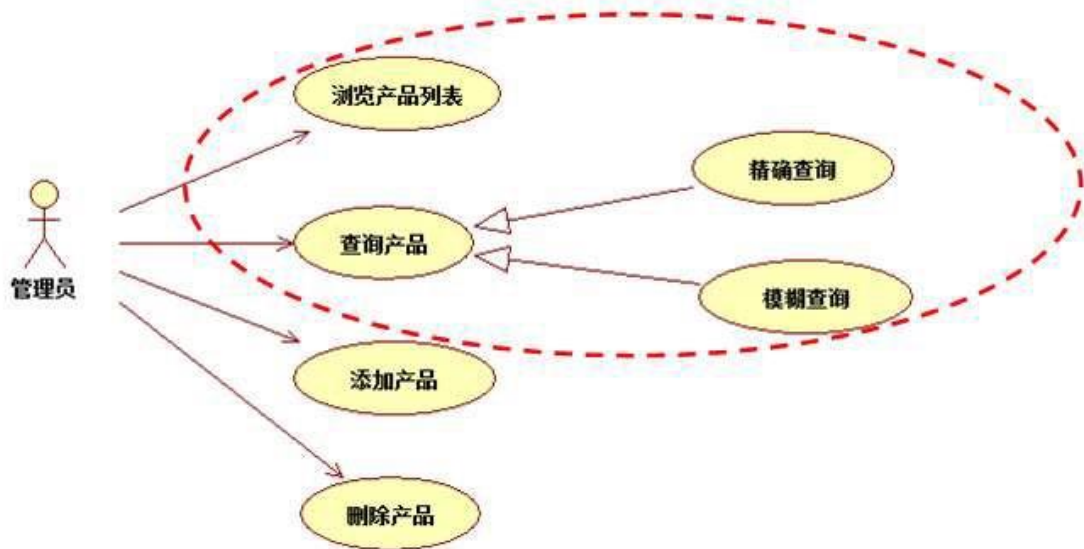 浏览产品列表
精确查询
查询产品
管理员
模糊查询
添加产品
删除产品